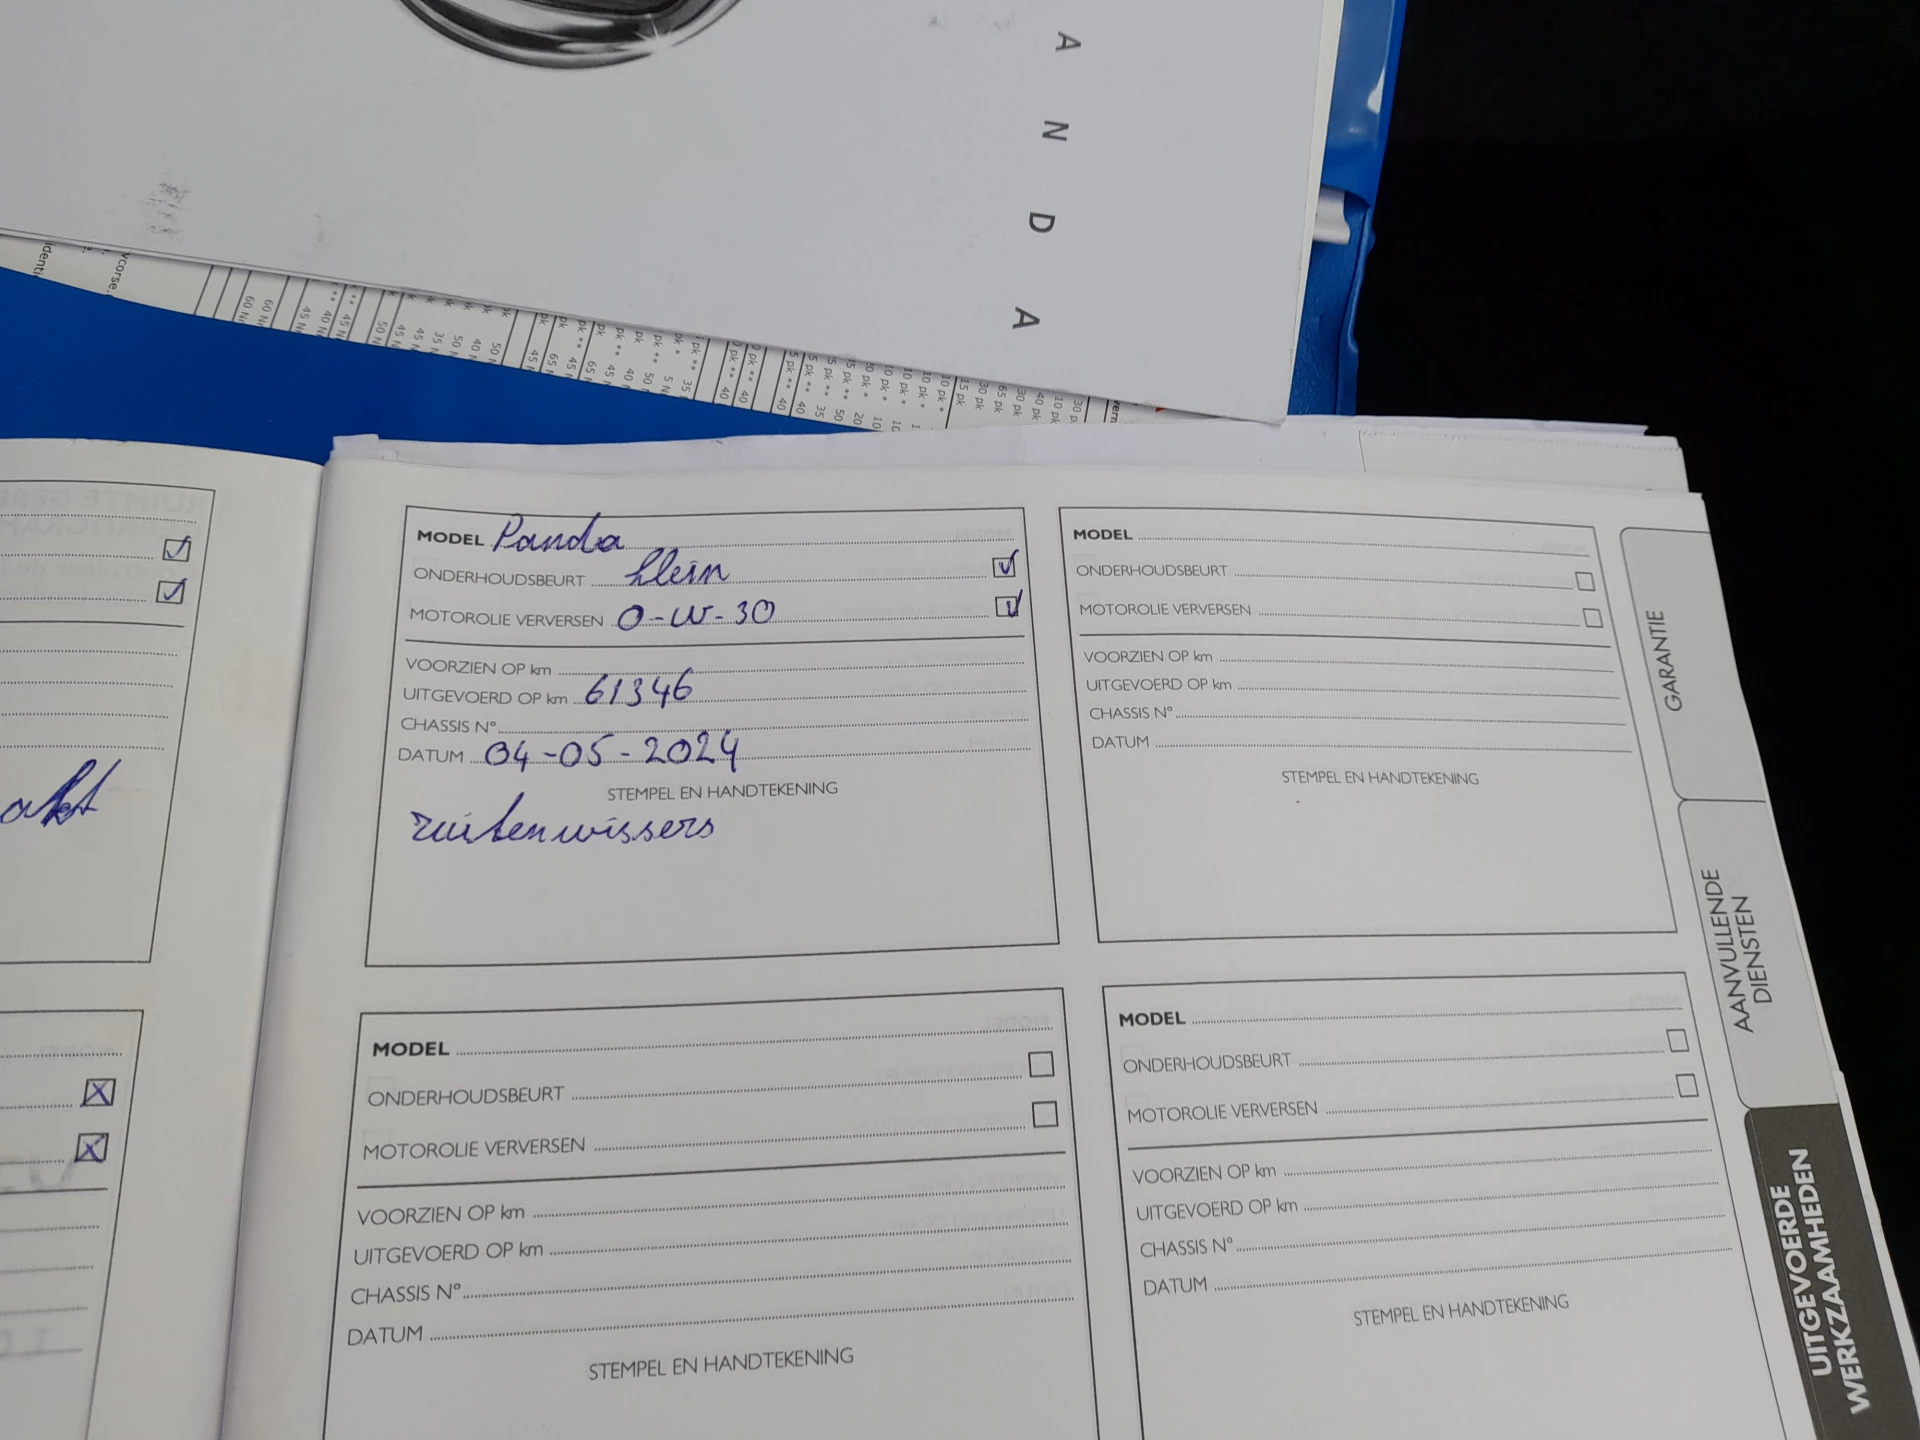 PANDA
MODEL Panda
ONDERHOUDSBEURT klein
MOTOROLIE VERVERSEN 0-W-30
VOORZIEN OP km
UITGEVOERD OP km 61346
CHASSIS N°
DATUM 04-05-2024
STEMPEL EN HANDTEKENING
ruitenwissers
MODEL
ONDERHOUDSBEURT
MOTOROLIE VERVERSEN
VOORZIEN OP km
UITGEVOERD OP km
CHASSIS N°
DATUM
STEMPEL EN HANDTEKENING
MODEL
ONDERHOUDSBEURT
MOTOROLIE VERVERSEN
VOORZIEN OP km
UITGEVOERD OP km
CHASSIS N°
DATUM
STEMPEL EN HANDTEKENING
MODEL
ONDERHOUDSBEURT
MOTOROLIE VERVERSEN
VOORZIEN OP km
UITGEVOERD OP km
CHASSIS N°
DATUM
STEMPEL EN HANDTEKENING
GARANTIE
AANVULLENDE
DIENSTEN
UITGEVOERDE
WERKZAAMHEDEN